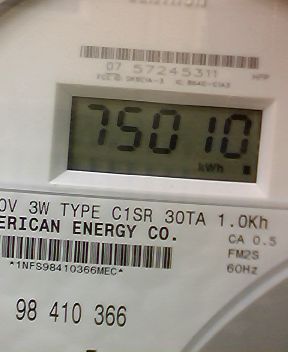 07 57245311
75010
kWh
0V 3W TYPE C1SR 30TA 1.0Kh
ERICAN ENERGY CO.
CA 0.5
FM2S
60Hz
*1NFS98410366MEC*
98 410 366